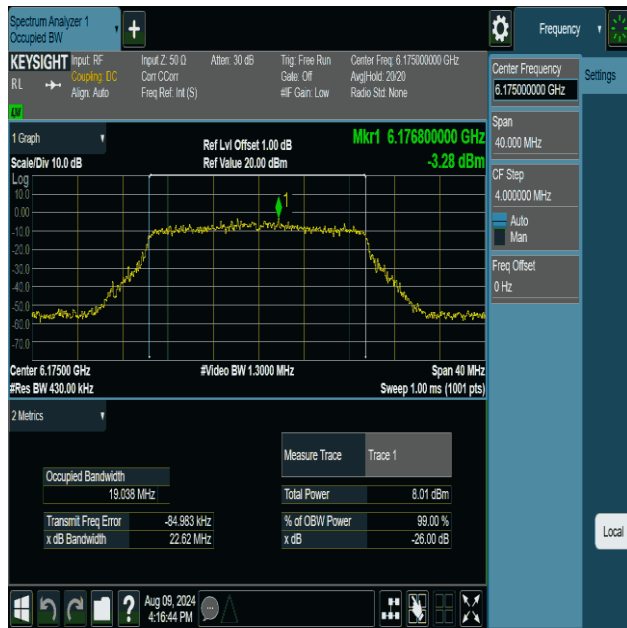 Spectrum Analyzer 1
Occupied BW
Frequency
KEYSIGHT
RL
Input: RF
Coupling: DC
Align: Auto
Input Z: 50 Ω
Corr CCorr
Freq Ref: Int (S)
Atten: 30 dB
Trig: Free Run
Gate: Off
#IF Gain: Low
Center Freq: 6.175000000 GHz
Avg|Hold: 20/20
Radio Std: None
Center Frequency
6.17500000 GHz
Settings
Span
40.000 MHz
CF Step
4.000000 MHz
Auto
Man
Freq Offset
0 Hz
1 Graph
Ref Lvl Offset 1.00 dB
Mkr1 6.176800000 GHz
Scale/Div 10.0 dB
Ref Value 20.00 dBm
-3.28 dBm
Log
10.0
0.00
-10.0
-20.0
-30.0
-40.0
-50.0
-60.0
-70.0
1
Center 6.17500 GHz
#Video BW 1.3000 MHz
Span 40 MHz
#Res BW 430.00 kHz
Sweep 1.00 ms (1001 pts)
2 Metrics
Measure Trace
Trace 1
Occupied Bandwidth
19.038 MHz
Total Power
8.01 dBm
Transmit Freq Error
-84.983 kHz
% of OBW Power
99.00 %
x dB Bandwidth
22.62 MHz
x dB
-26.00 dB
Local
Aug 09, 2024
4:16:44 PM